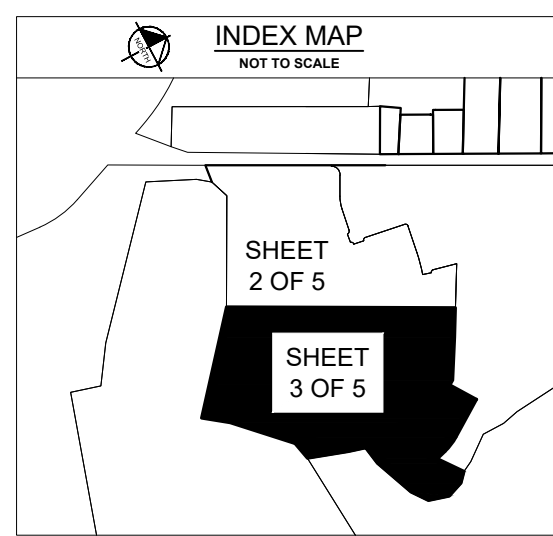 NORTH
INDEX MAP
NOT TO SCALE
SHEET
2 OF 5
SHEET
3 OF 5